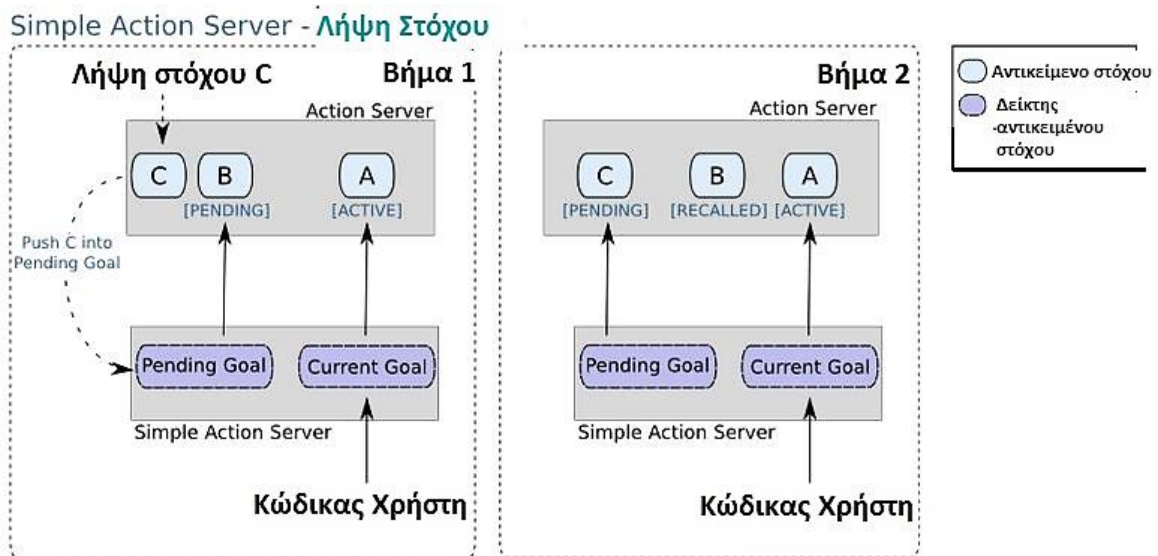 Simple Action Server - Λήψη Στόχου
Λήψη στόχου C
Βήμα 1
Action Server
C
B
A
[PENDING]
[ACTIVE]
Push C into
Pending Goal
Pending Goal
Current Goal
Simple Action Server
Κώδικας Χρήστη
Βήμα 2
Action Server
C
B
A
[PENDING]
[RECALLED]
[ACTIVE]
Pending Goal
Current Goal
Simple Action Server
Κώδικας Χρήστη
Αντικείμενο στόχου
Δείκτης
-αντικειμένου
στόχου